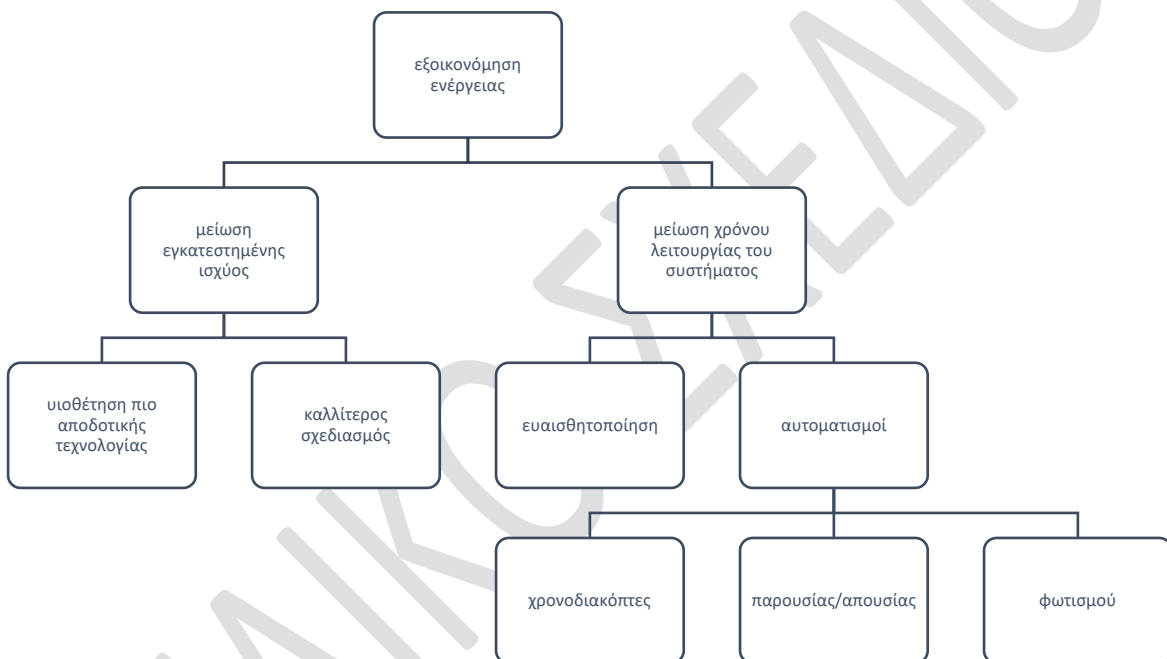 εξοικονόμηση
ενέργειας
μείωση
εγκατεστημένης
ισχύος
μείωση χρόνου
λειτουργίας του
συστήματος
υιοθέτηση πιο
αποδοτικής
τεχνολογίας
καλλίτερος
σχεδιασμός
ευαισθητοποίηση
αυτοματισμοί
χρονοδιακόπτες
παρουσίας/απουσίας
φωτισμού